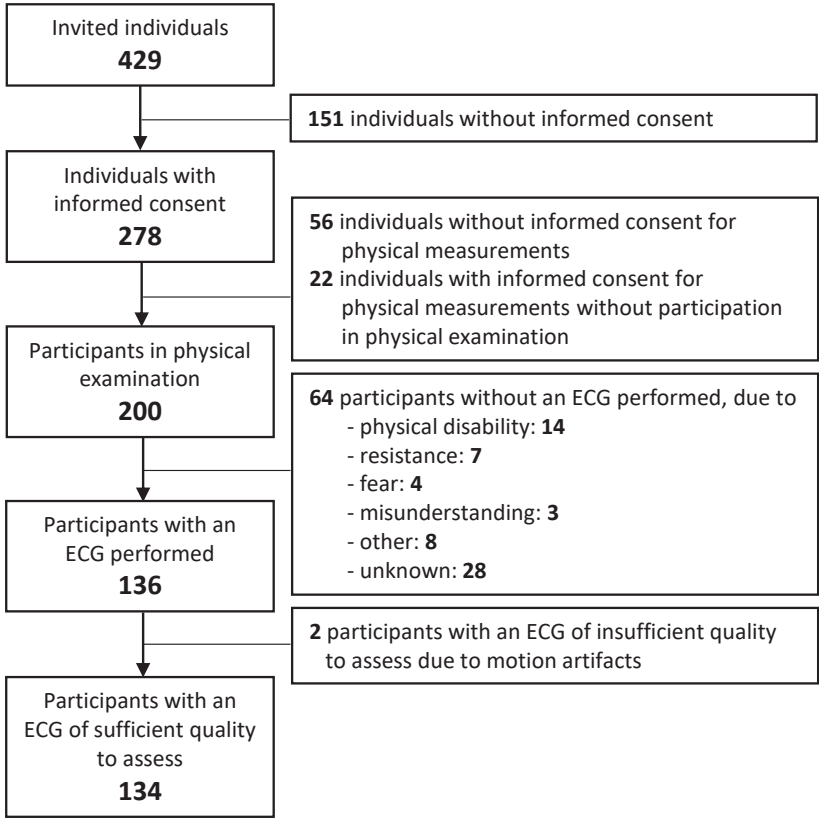 Invited individuals
429
151 individuals without informed consent
Individuals with
informed consent
278
56 individuals without informed consent for
physical measurements
22 individuals with informed consent for
physical measurements without participation
in physical examination
Participants in physical
examination
200
64 participants without an ECG performed, due to
- physical disability: 14
- resistance: 7
- fear: 4
- misunderstanding: 3
- other: 8
- unknown: 28
Participants with an
ECG performed
136
2 participants with an ECG of insufficient quality
to assess due to motion artifacts
Participants with an
ECG of sufficient quality
to assess
134